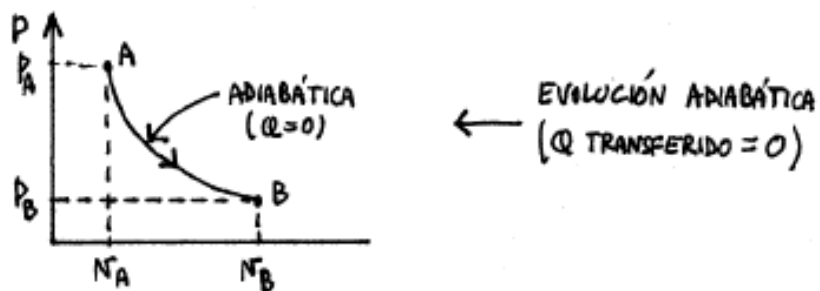 P
PA
A
ADIABÁTICA
(Q=0)
EVOLUCIÓN ADIABÁTICA
(Q TRANSFERIDO = 0)
PB
B
VA
VB